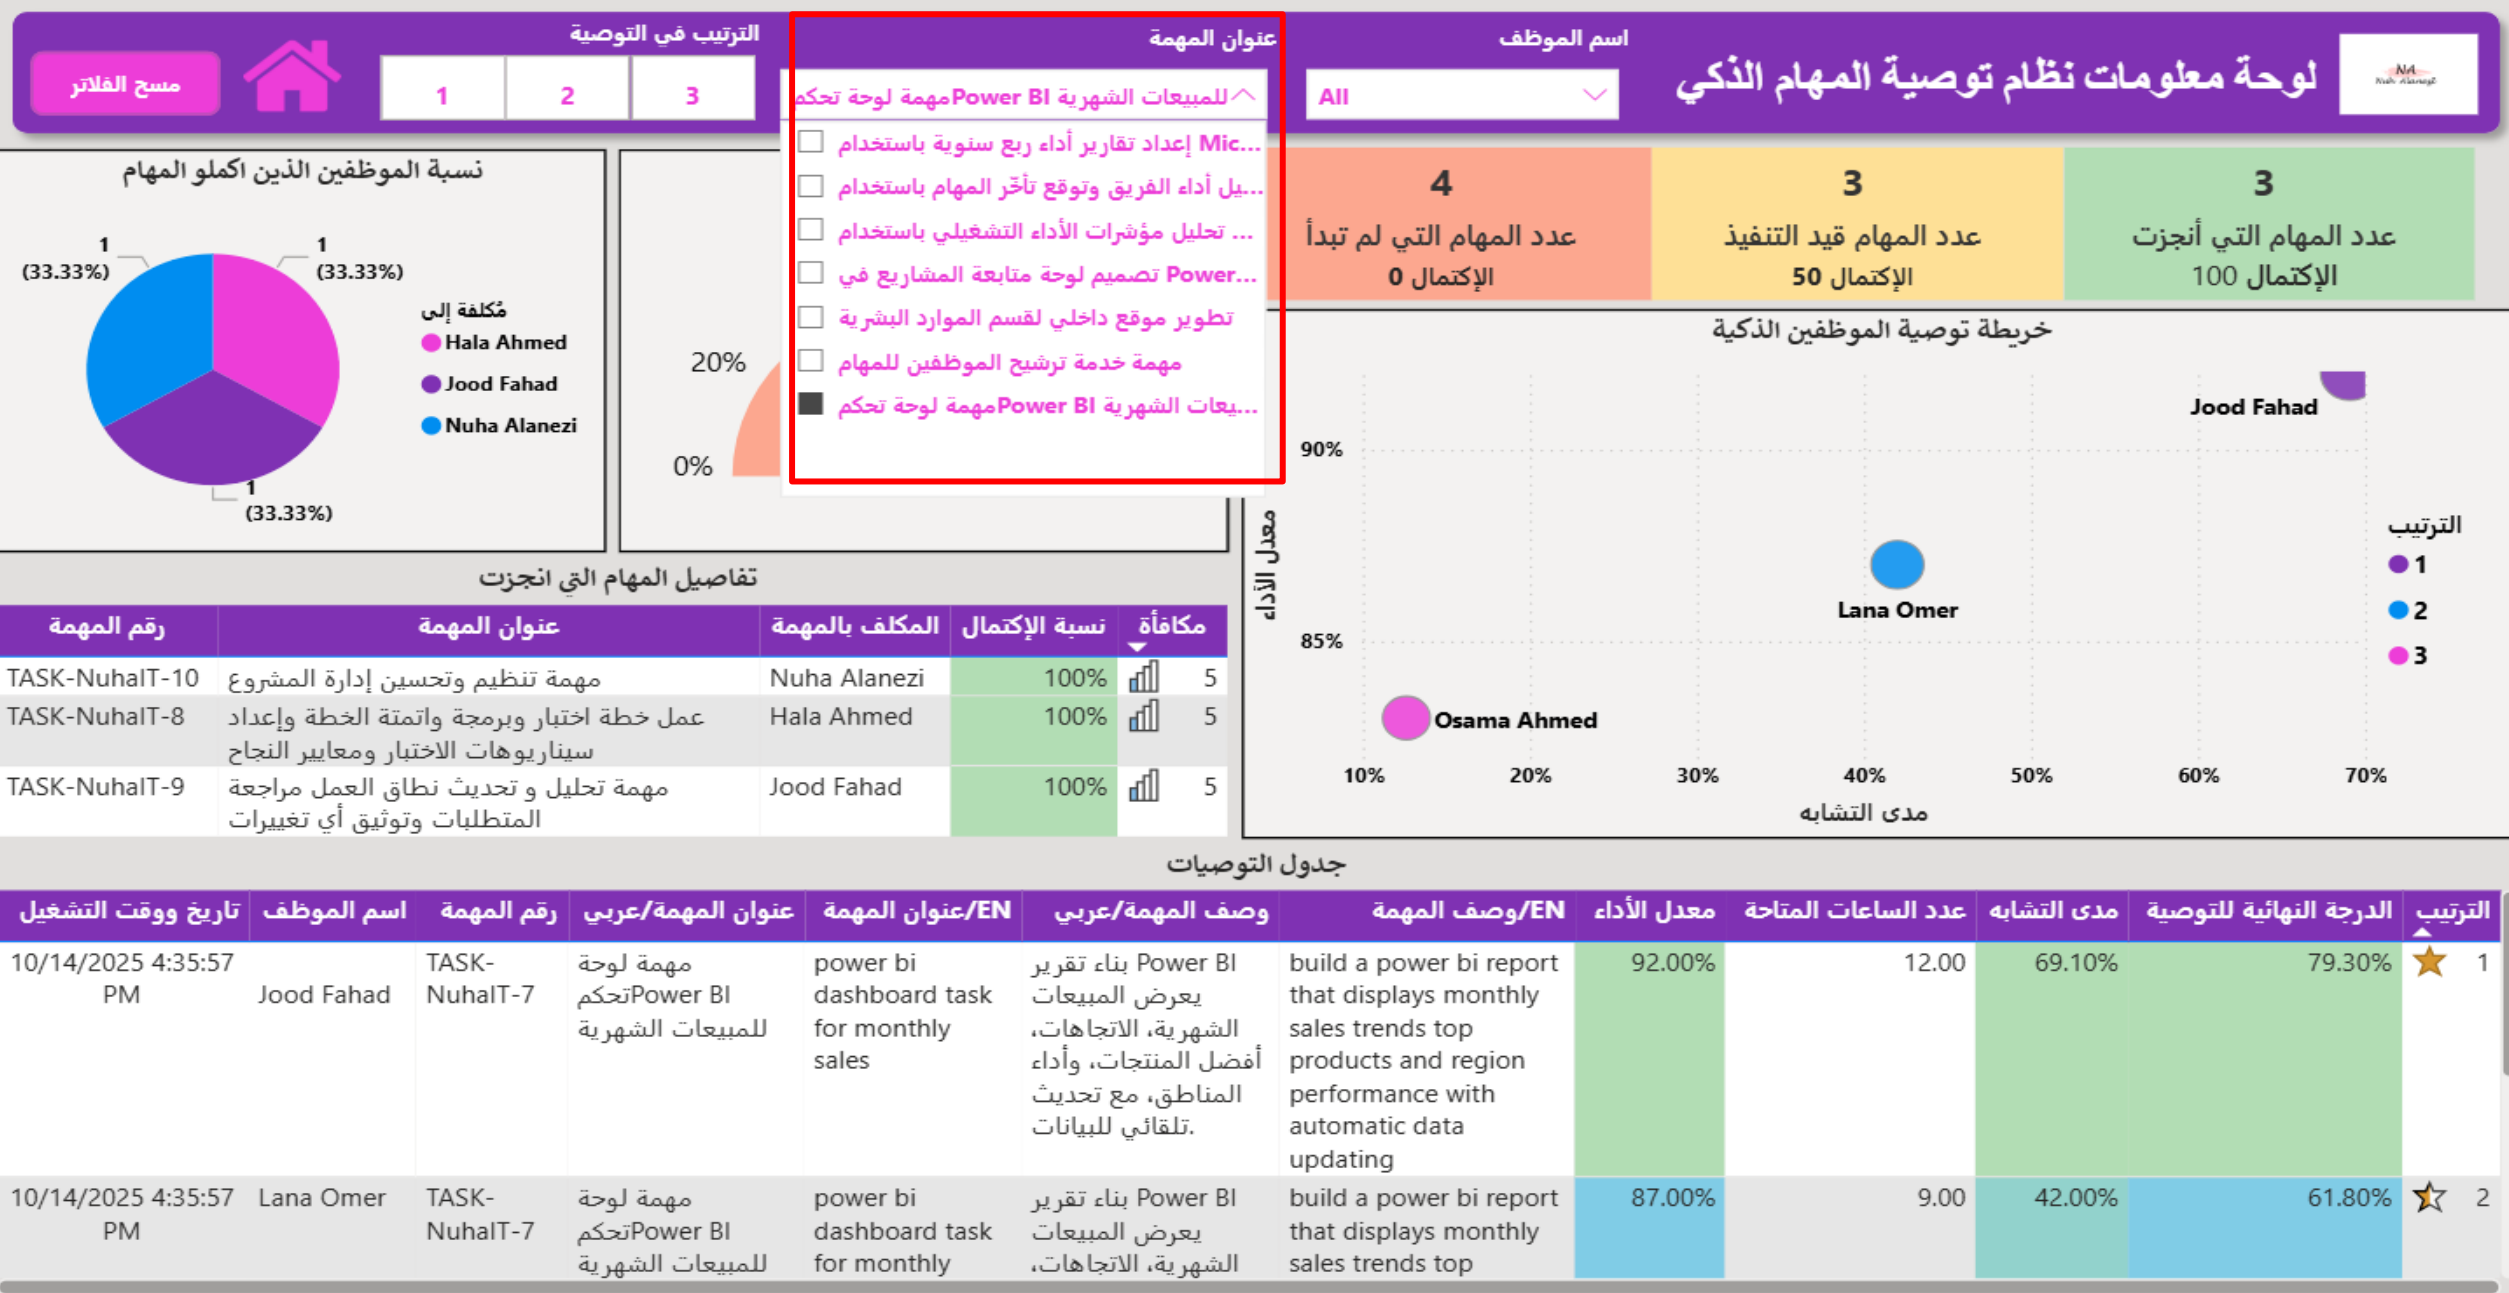 لوحة معلومات نظام توصية المهام الذكي
NA
Nuh Alanezi
اسم الموظف
All
عنوان المهمة
مهمة لوحة تحكم Power BI للمبيعات الشهرية
الترتيب في التوصية
1
2
3
مسح الفلاتر
إعداد تقارير أداء ربع سنوية باستخدام Mic...
...يل أداء الفريق وتوقع تأخّر المهام باستخدام
تحليل مؤشرات الأداء التشغيلي باستخدام ...
تصميم لوحة متابعة المشاريع في Power...
تطوير موقع داخلي لقسم الموارد البشرية
مهمة خدمة ترشيح الموظفين للمهام
مهمة لوحة تحكم Power BI ...يعات الشهرية
3
عدد المهام التي أنجزت
الإكتمال 100
3
عدد المهام قيد التنفيذ
الإكتمال 50
4
عدد المهام التي لم تبدأ
الإكتمال 0
نسبة الموظفين الذين اكملو المهام
1
(33.33%)
1
(33.33%)
1
(33.33%)
مُكلفة إلى
Hala Ahmed
Jood Fahad
Nuha Alanezi
20%
0%
خريطة توصية الموظفين الذكية
معدل الآداء
90%
85%
Jood Fahad
Lana Omer
Osama Ahmed
10%
20%
30%
40%
50%
60%
70%
مدى التشابه
الترتيب
1
2
3
تفاصيل المهام التي انجزت
رقم المهمة عنوان المهمة المكلف بالمهمة نسبة الإكتمال مكافأة
TASK-NuhaIT-10 مهمة تنظيم وتحسين إدارة المشروع Nuha Alanezi 100% 5
TASK-NuhaIT-8 عمل خطة اختبار وبرمجة واتمتة الخطة وإعداد Hala Ahmed 100% 5
سيناريوهات الاختبار ومعايير النجاح
TASK-NuhaIT-9 مهمة تحليل و تحديث نطاق العمل مراجعة Jood Fahad 100% 5
المتطلبات وتوثيق أي تغييرات
جدول التوصيات
تاريخ ووقت التشغيل اسم الموظف رقم المهمة عنوان المهمة/عربي عنوان المهمة/EN وصف المهمة/عربي وصف المهمة/EN معدل الأداء عدد الساعات المتاحة مدى التشابه الدرجة النهائية للتوصية الترتيب
10/14/2025 4:35:57
PM
Jood Fahad
TASK-
NuhaIT-7
مهمة لوحة
تحكمPower BI
للمبيعات الشهرية
power bi
dashboard task
for monthly
sales
بناء تقرير Power BI
يعرض المبيعات
الشهرية، الاتجاهات،
أفضل المنتجات، وأداء
المناطق، مع تحديث
تلقائي للبيانات.
build a power bi report
that displays monthly
sales trends top
products and region
performance with
automatic data
updating
92.00%
12.00
69.10%
79.30%
1
10/14/2025 4:35:57
PM
Lana Omer
TASK-
NuhaIT-7
مهمة لوحة
تحكمPower BI
للمبيعات الشهرية
power bi
dashboard task
for monthly
بناء تقرير Power BI
يعرض المبيعات
الشهرية، الاتجاهات،
build a power bi report
that displays monthly
sales trends top
87.00%
9.00
42.00%
61.80%
2